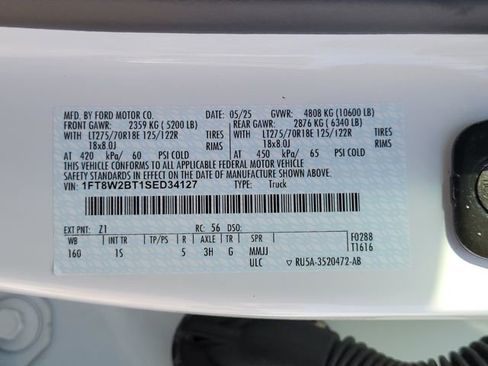 MFD. BY FORD MOTOR CO. 05/25 GVWR: 4808 KG (10600 LB)
FRONT GAWR: 2359 KG (5200 LB) REAR GAWR: 2876 KG (6340 LB)
WITH LT275/70R18E 125/122R TIRES WITH LT275/70R18E 125/122R TIRES
18x8.0J RIMS 18x8.0J RIMS
AT 420 kPa/ 60 PSI COLD AT 450 kPa/ 65 PSI COLD
THIS VEHICLE CONFORMS TO ALL APPLICABLE FEDERAL MOTOR VEHICLE
SAFETY STANDARDS IN EFFECT ON THE DATE OF MANUFACTURE SHOWN ABOVE.
VIN: 1FT8W2BT1SED34127 TYPE: Truck
EXT PNT: Z1 RC: 56 DSO: F0288
WB INT TR TP/PS R AXLE TR SPR T1616
160 1S 5 3H G MMJJ
ULC ▽ RU5A-3520472-AB